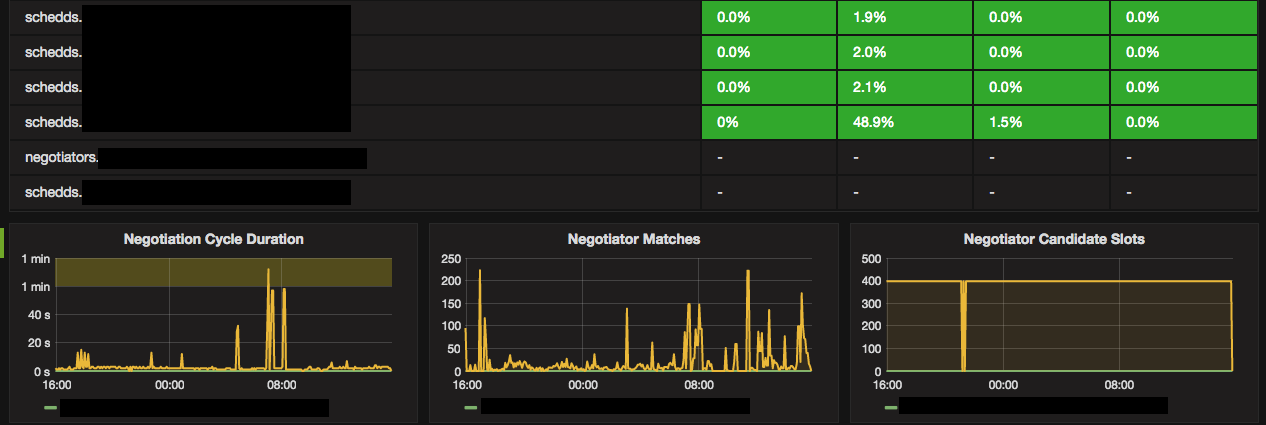 schedds. 0.0% 1.9% 0.0% 0.0%
schedds. 0.0% 2.0% 0.0% 0.0%
schedds. 0.0% 2.1% 0.0% 0.0%
schedds. 0% 48.9% 1.5% 0.0%
negotiators. - - - -
schedds. - - - -
Negotiation Cycle Duration
1 min
1 min
40 s
20 s
0 s
16:00 00:00 08:00
Negotiator Matches
250
200
150
100
50
0
16:00 00:00 08:00
Negotiator Candidate Slots
500
400
300
200
100
0
16:00 00:00 08:00